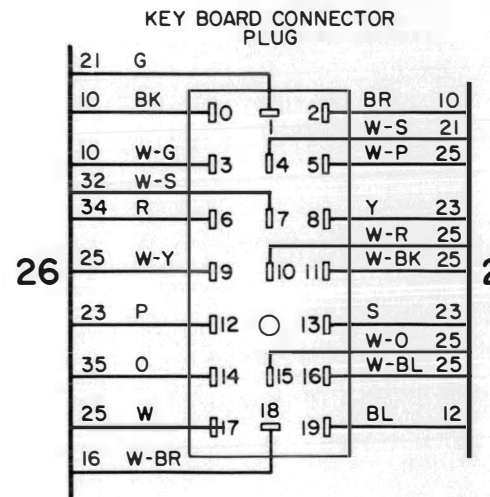 KEY BOARD CONNECTOR
PLUG
21 G
10 BK 0 1 2 BR 10
W-S 21
10 W-G 3 4 5 W-P 25
32 W-S
34 R 6 7 8 Y 23
W-R 25
26 25 W-Y 9 10 11 W-BK 25
23 P 12 13 S 23
W-O 25
35 O 14 15 16 W-BL 25
25 W 17 18 19 BL 12
16 W-BR